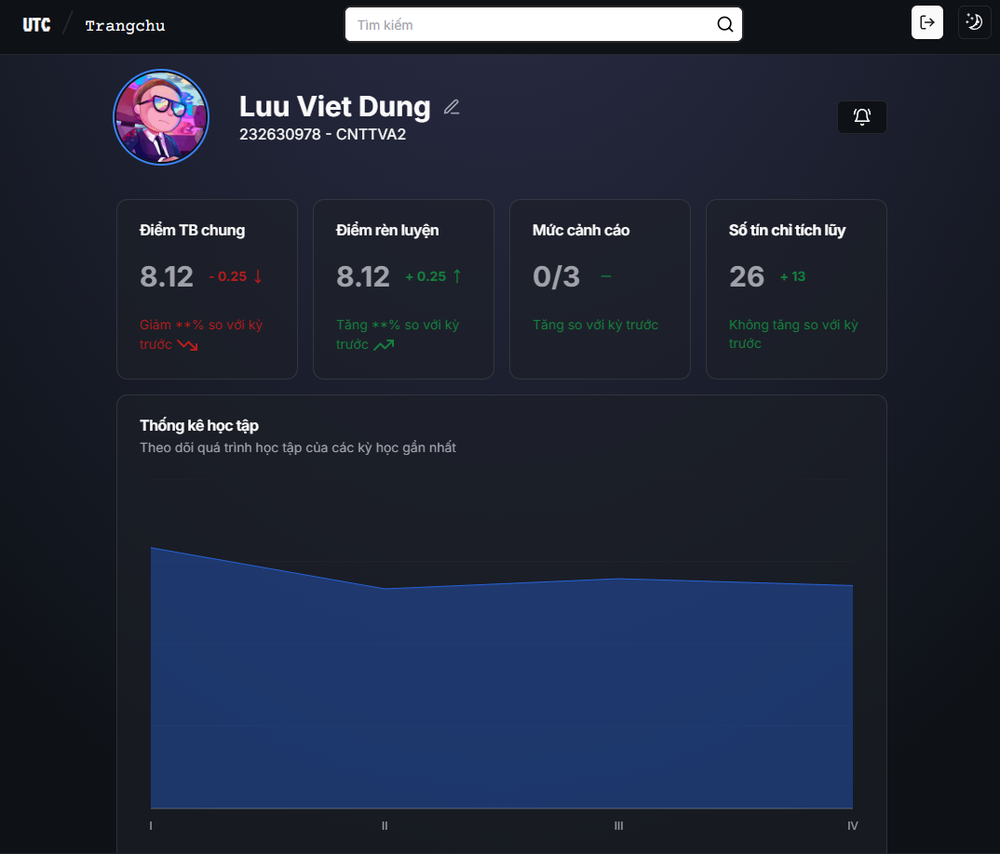 UTC / Trangchu
Tìm kiếm
Luu Viet Dung
232630978 - CNTTVA2
Điểm TB chung
8.12 - 0.25 ↓
Giảm **% so với kỳ
trước
Điểm rèn luyện
8.12 + 0.25 ↑
Tăng **% so với kỳ
trước
Mức cảnh cáo
0/3 –
Tăng so với kỳ trước
Số tín chỉ tích lũy
26 + 13
Không tăng so với kỳ
trước
Thống kê học tập
Theo dõi quá trình học tập của các kỳ học gần nhất
I II III IV